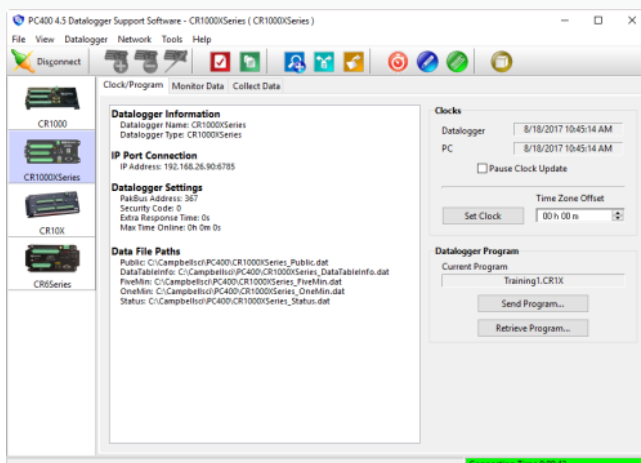 PC400 4.5 Datalogger Support Software - CR1000XSeries ( CR1000XSeries )
File View Datalogger Network Tools Help
Disconnect
CR1000
CR1000XSeries
CR10X
CR6Series
Clock/Program Monitor Data Collect Data
Datalogger Information
Datalogger Name: CR1000XSeries
Datalogger Type: CR1000XSeries
IP Port Connection
IP Address: 192.168.26.90:6785
Datalogger Settings
PakBus Address: 367
Security Code: 0
Extra Response Time: 0s
Max Time Online: 0h 0m 0s
Data File Paths
Public: C:\Campbellsci\PC400\CR1000XSeries_Public.dat
DataTableInfo: C:\Campbellsci\PC400\CR1000XSeries_DataTableInfo.dat
FiveMin: C:\Campbellsci\PC400\CR1000XSeries_FiveMin.dat
OneMin: C:\Campbellsci\PC400\CR1000XSeries_OneMin.dat
Status: C:\Campbellsci\PC400\CR1000XSeries_Status.dat
Clocks
Datalogger 8/18/2017 10:45:14 AM
PC 8/18/2017 10:45:14 AM
Pause Clock Update
Time Zone Offset
Set Clock 00 h 00 m
Datalogger Program
Current Program
Training1.CR1X
Send Program...
Retrieve Program...